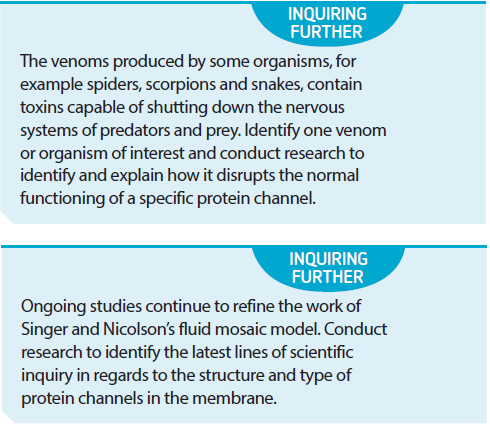 INQUIRING
FURTHER
The venoms produced by some organisms, for
example spiders, scorpions and snakes, contain
toxins capable of shutting down the nervous
systems of predators and prey. Identify one venom
or organism of interest and conduct research to
identify and explain how it disrupts the normal
functioning of a specific protein channel.
INQUIRING
FURTHER
Ongoing studies continue to refine the work of
Singer and Nicolson's fluid mosaic model. Conduct
research to identify the latest lines of scientific
inquiry in regards to the structure and type of
protein channels in the membrane.